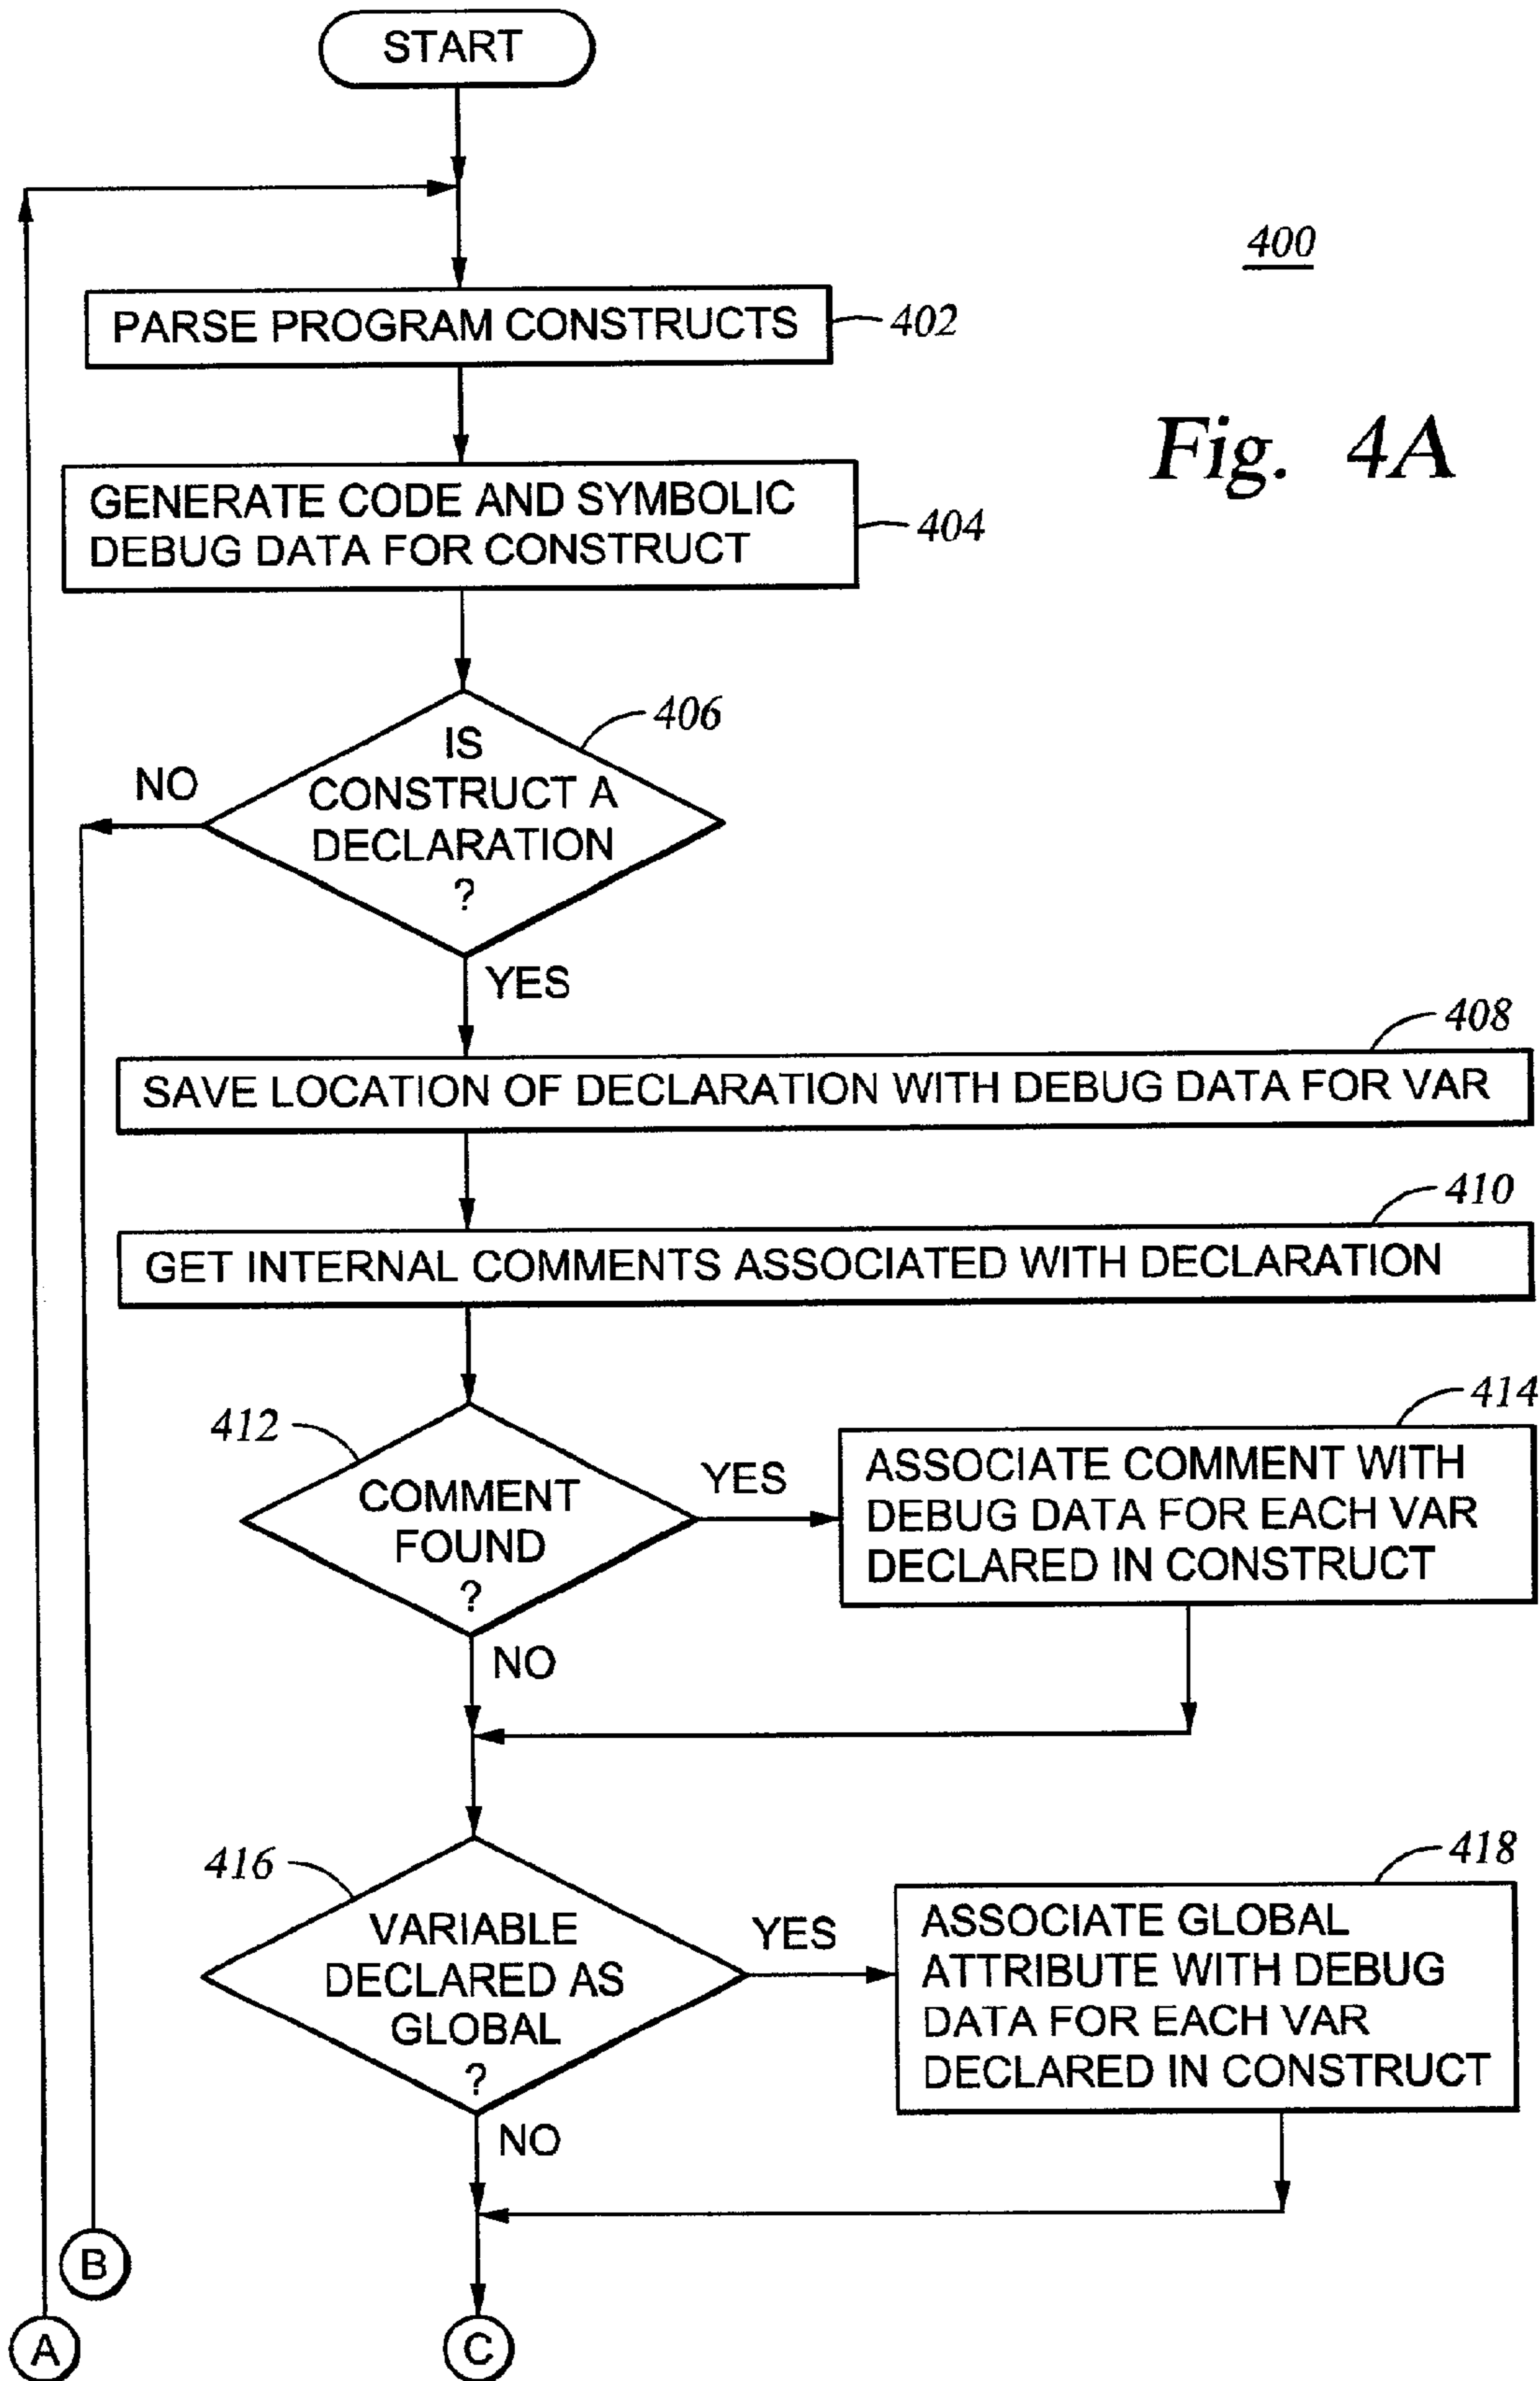 START
400
PARSE PROGRAM CONSTRUCTS
402
Fig. 4A
GENERATE CODE AND SYMBOLIC
DEBUG DATA FOR CONSTRUCT
404
406
IS
CONSTRUCT A
DECLARATION
?
NO
YES
408
SAVE LOCATION OF DECLARATION WITH DEBUG DATA FOR VAR
410
GET INTERNAL COMMENTS ASSOCIATED WITH DECLARATION
412
COMMENT
FOUND
?
YES
414
ASSOCIATE COMMENT WITH
DEBUG DATA FOR EACH VAR
DECLARED IN CONSTRUCT
NO
416
VARIABLE
DECLARED AS
GLOBAL
?
YES
418
ASSOCIATE GLOBAL
ATTRIBUTE WITH DEBUG
DATA FOR EACH VAR
DECLARED IN CONSTRUCT
NO
B
A
C